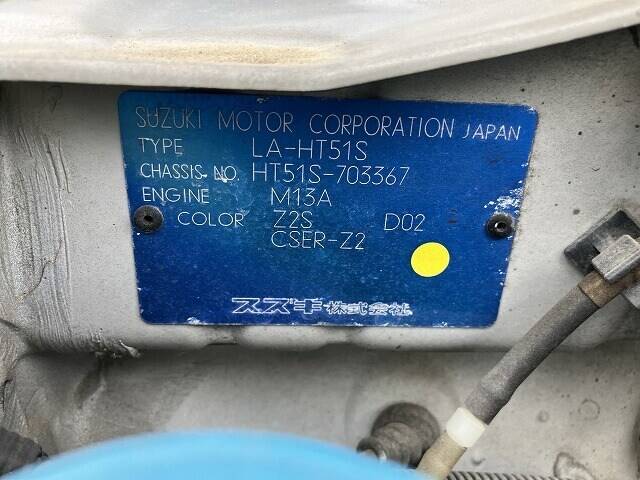 SUZUKI MOTOR CORPORATION JAPAN
TYPE LA-HT51S
CHASSIS NO. HT51S-703367
ENGINE M13A
COLOR Z2S D02
CSER-Z2
スズキ株式会社